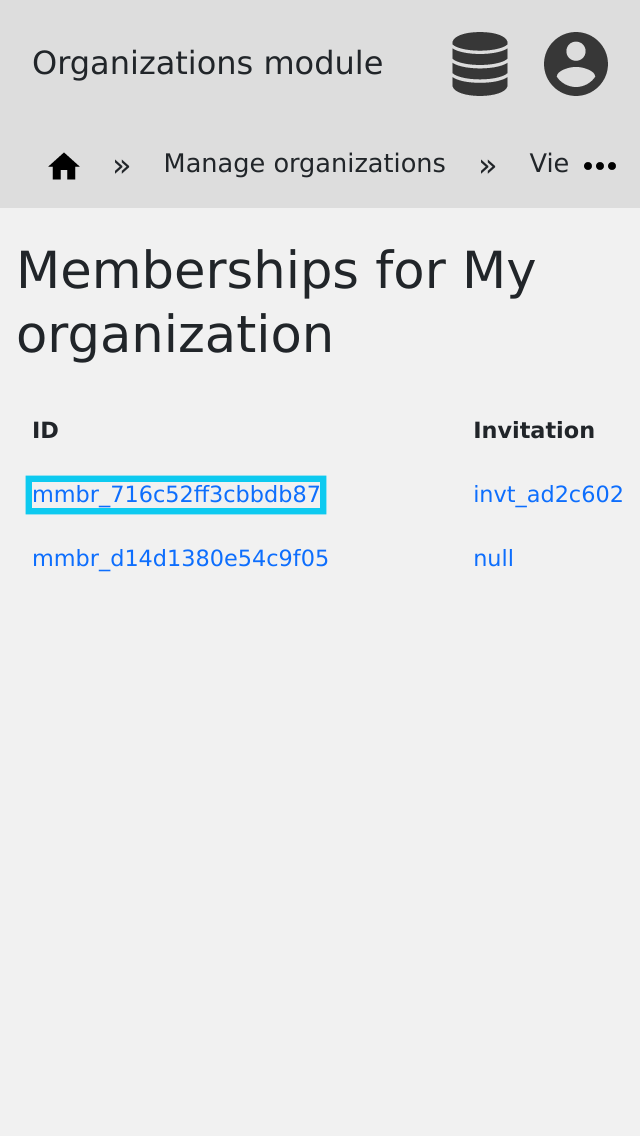 Organizations module
» Manage organizations » Vie
Memberships for My
organization
ID Invitation
mmbr_716c52ff3cbbdb87 invt_ad2c602
mmbr_d14d1380e54c9f05 null